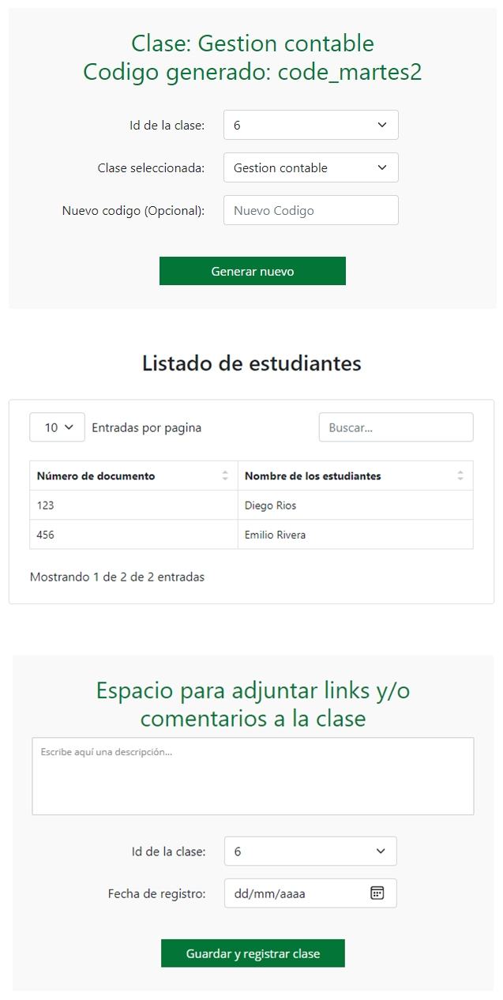 Clase: Gestion contable
Codigo generado: code_martes2
Id de la clase: 6
Clase seleccionada: Gestion contable
Nuevo codigo (Opcional): Nuevo Codigo
Generar nuevo
Listado de estudiantes
10 Entradas por pagina Buscar...
Número de documento Nombre de los estudiantes
123 Diego Rios
456 Emilio Rivera
Mostrando 1 de 2 de 2 entradas
Espacio para adjuntar links y/o
comentarios a la clase
Escribe aquí una descripción...
Id de la clase: 6
Fecha de registro: dd/mm/aaaa
Guardar y registrar clase